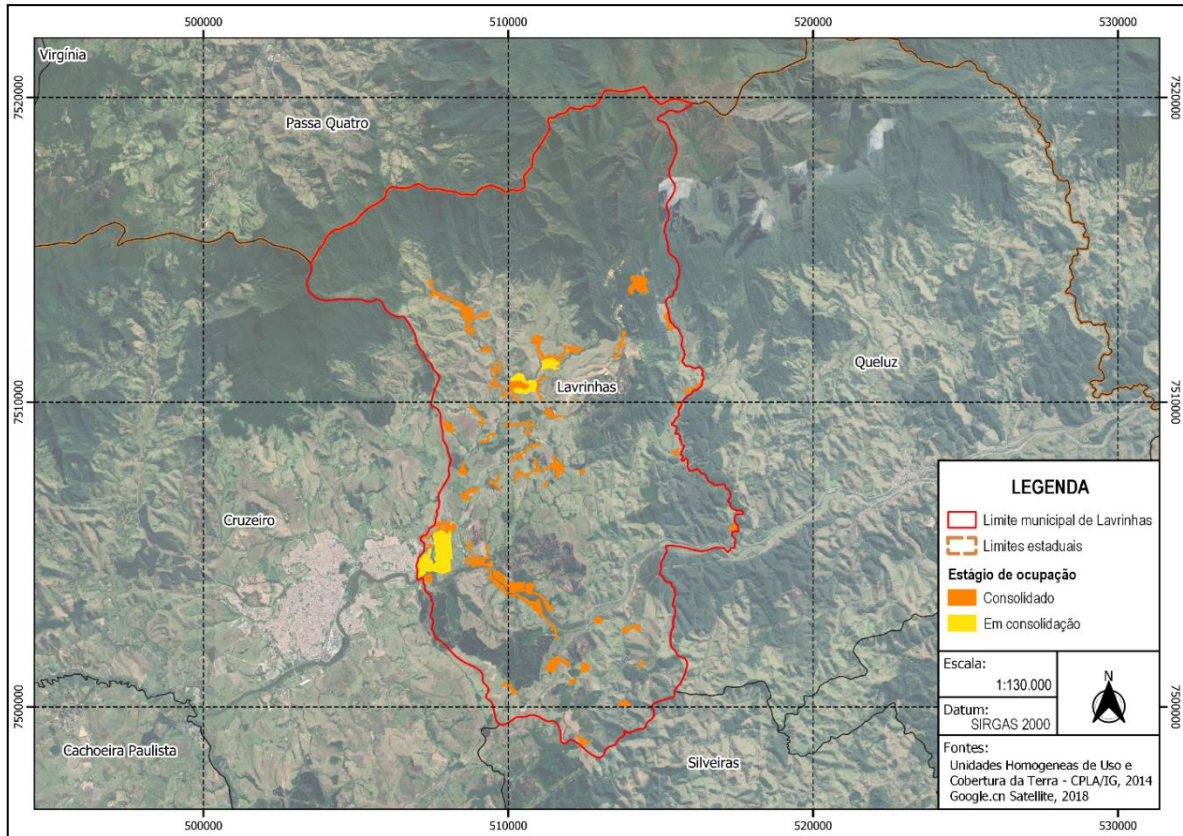 500000
510000
520000
530000
Virgínia
7520000
7520000
Passa Quatro
Queluz
Lavrinhas
7510000
7510000
Cruzeiro
LEGENDA
Limite municipal de Lavrinhas
Limites estaduais
Estágio de ocupação
Consolidado
Em consolidação
Escala:
1:130.000
N
Datum:
SIRGAS 2000
Fontes:
Unidades Homogeneas de Uso e
Cobertura da Terra - CPLA/IG, 2014
Google.cn Satellite, 2018
7500000
7500000
Cachoeira Paulista
Silveiras
500000
510000
520000
530000